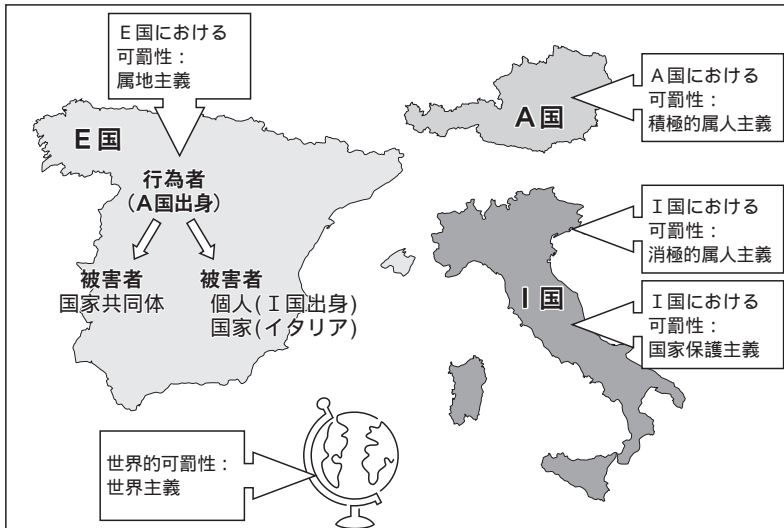 E国における
可罰性：
属地主義
E国
行為者
（A国出身）
被害者
国家共同体
被害者
個人（I国出身）
国家（イタリア）
A国における
可罰性：
積極的属人主義
A国
I国における
可罰性：
消極的属人主義
I国
I国における
可罰性：
国家保護主義
世界的可罰性：
世界主義